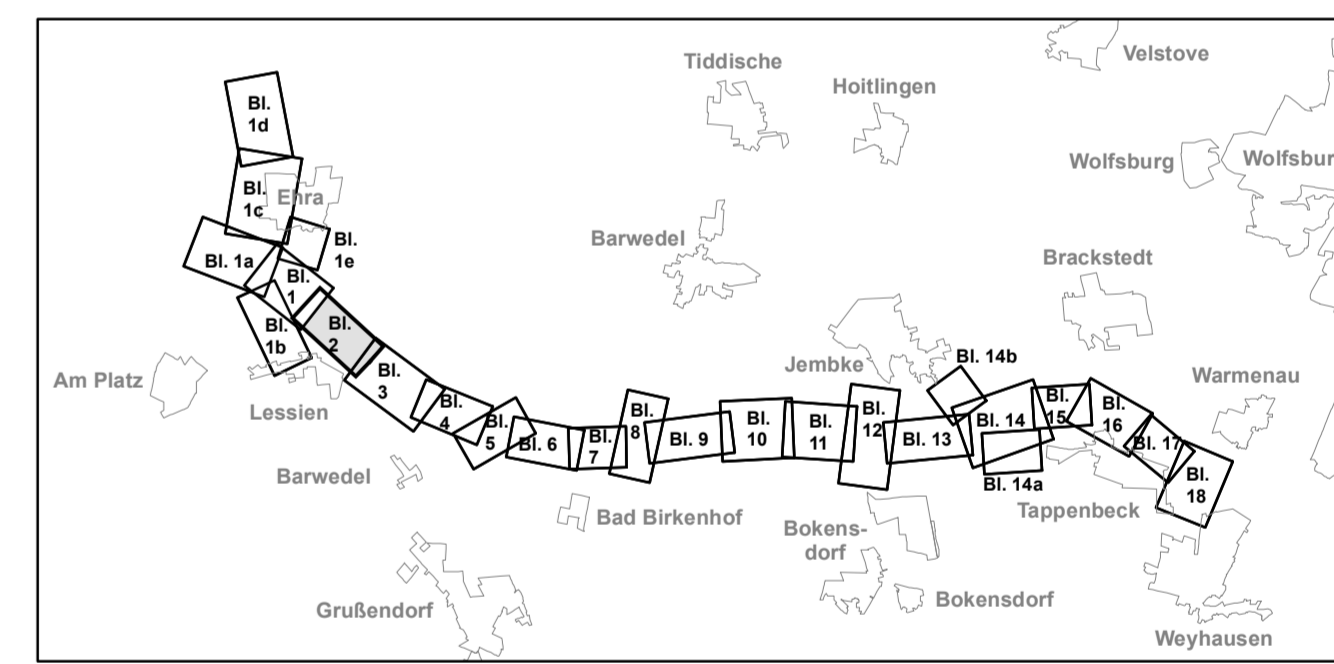 Velstove
Tiddische
Hoitlingen
Bl.
1d
Wolfsburg
Wolfsbur
Bl.
1c
Ehra
Barwedel
Bl.
1e
Bl. 1a
Brackstedt
Bl.
1
Bl.
1b
Bl.
2
Jembke
Bl. 14b
Am Platz
Bl.
3
Warmenau
Lessien
Bl.
4
Bl.
5
Bl. 6
Bl.
7
Bl.
8
Bl. 9
Bl.
10
Bl.
11
Bl.
12
Bl. 13
Bl. 14
Bl.
15
Bl.
16
Bl. 17
Bl.
18
Bl. 14a
Barwedel
Tappenbeck
Bad Birkenhof
Bokens-
dorf
Bokensdorf
Grußendorf
Weyhausen